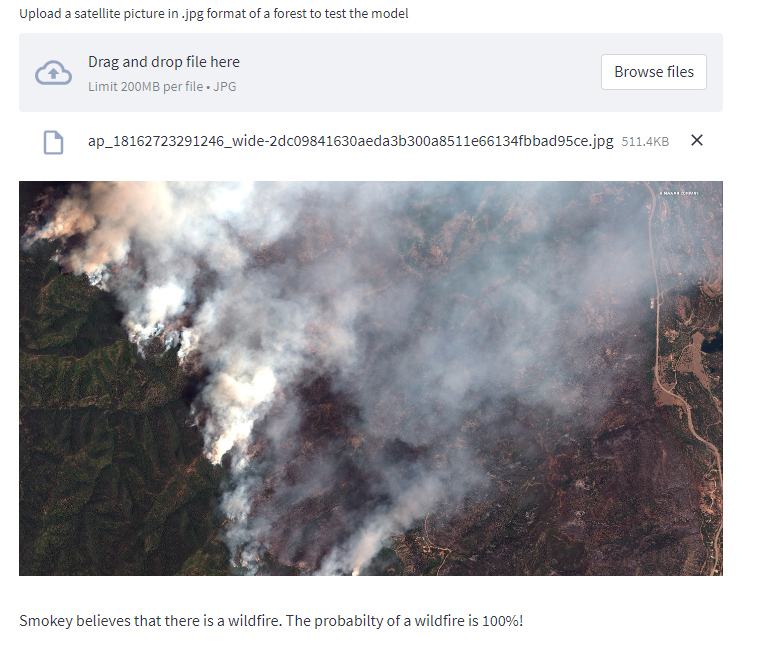 Upload a satellite picture in .jpg format of a forest to test the model
Drag and drop file here
Limit 200MB per file • JPG
Browse files
ap_18162723291246_wide-2dc09841630aeda3b300a8511e66134fbbad95ce.jpg 511.4KB
A MAXAR COMPANY
Smokey believes that there is a wildfire. The probabilty of a wildfire is 100%!